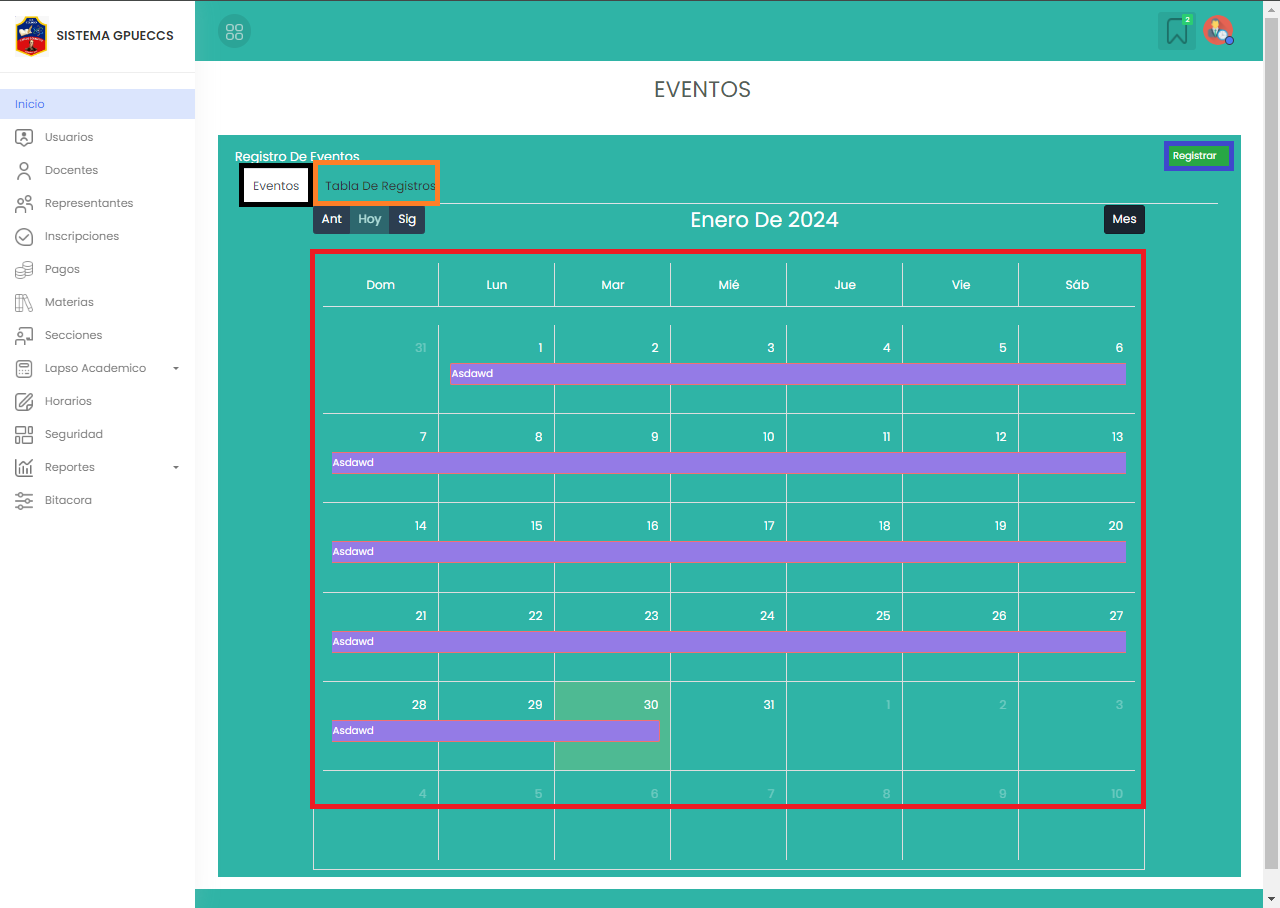 SISTEMA GPUECCS
2
Inicio
Usuarios
Docentes
Representantes
Inscripciones
Pagos
Materias
Secciones
Lapso Academico
Horarios
Seguridad
Reportes
Bitacora
EVENTOS
Registro De Eventos
Registrar
Eventos Tabla De Registros
Ant Hoy Sig Enero De 2024 Mes
Dom Lun Mar Mié Jue Vie Sáb
31 1 2 3 4 5 6
Asdawd
7 8 9 10 11 12 13
Asdawd
14 15 16 17 18 19 20
Asdawd
21 22 23 24 25 26 27
Asdawd
28 29 30 31 1 2 3
Asdawd
4 5 6 7 8 9 10